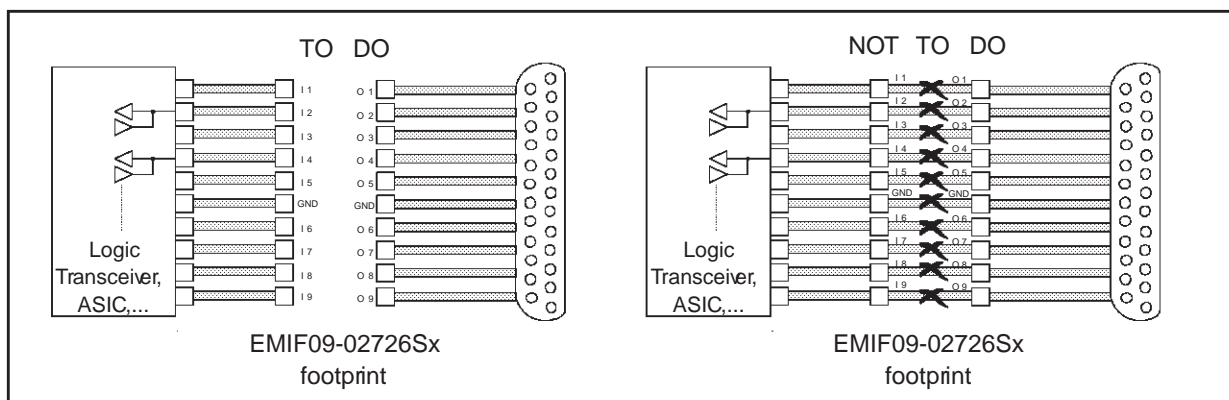 TO DO
I 1
I 2
I 3
I 4
I 5
GND
I 6
I 7
I 8
I 9
O 1
O 2
O 3
O 4
O 5
GND
O 6
O 7
O 8
O 9
Logic
Transceiver,
ASIC,...
EMIF09-02726Sx
footprint
NOT TO DO
I 1
I 2
I 3
I 4
I 5
GND
I 6
I 7
I 8
I 9
O 1
O 2
O 3
O 4
O 5
GND
O 6
O 7
O 8
O 9
Logic
Transceiver,
ASIC,...
EMIF09-02726Sx
footprint